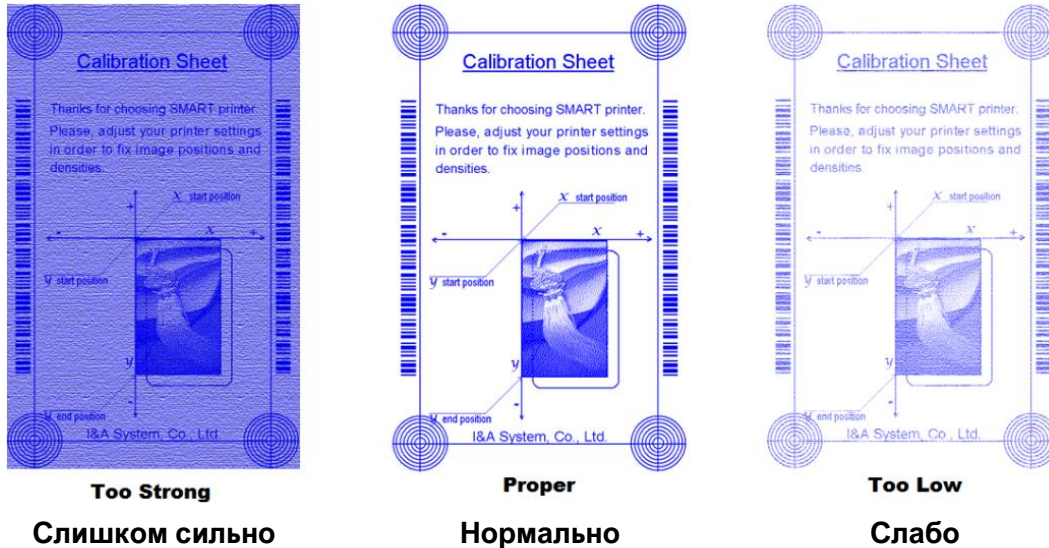 Calibration Sheet
Thanks for choosing SMART printer.
Please, adjust your printer settings
in order to fix image positions and
densities.
x start position
+
-
x
+
y start position
y
y end position
-
I&A System, Co., Ltd.
Too Strong
Слишком сильно
Calibration Sheet
Thanks for choosing SMART printer.
Please, adjust your printer settings
in order to fix image positions and
densities.
x start position
+
-
x
+
y start position
y
y end position
-
I&A System, Co., Ltd.
Proper
Нормально
Calibration Sheet
Thanks for choosing SMART printer.
Please, adjust your printer settings
in order to fix image positions and
densities.
x start position
+
-
x
+
y start position
y
y end position
-
I&A System, Co., Ltd.
Too Low
Слабо